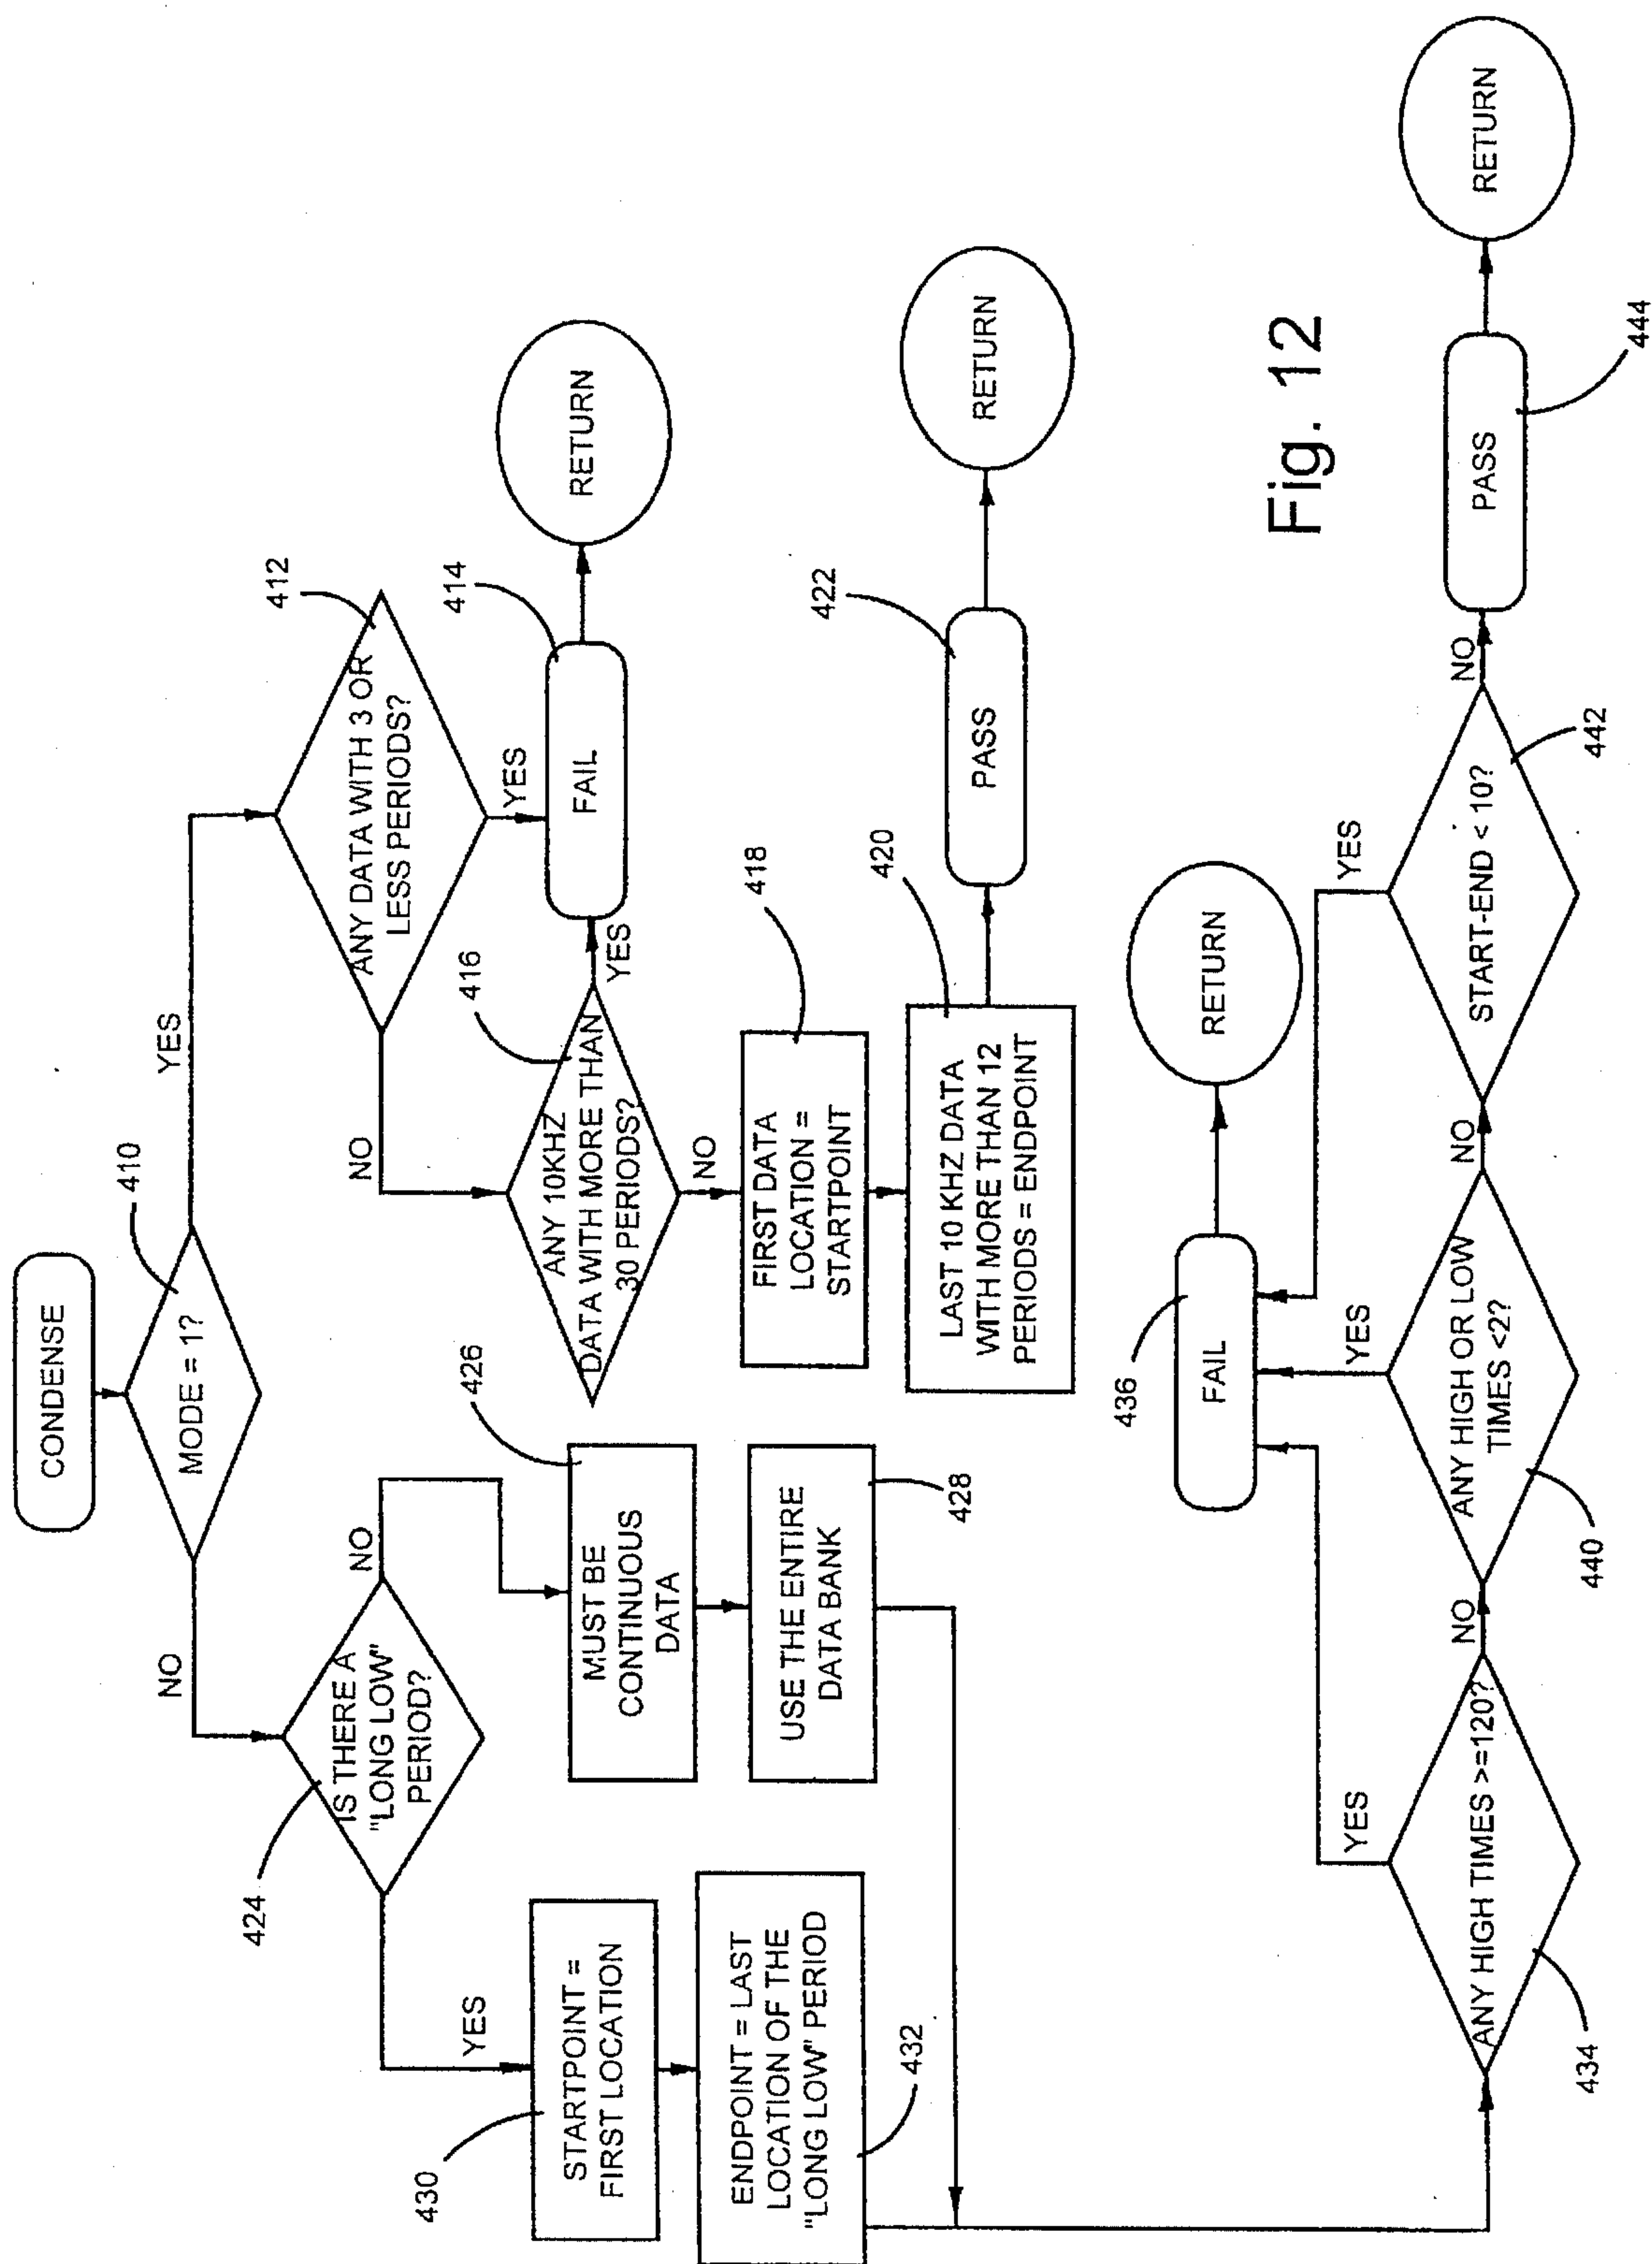 CONDENSE
410
MODE = 1?
YES
NO
412
ANY DATA WITH 3 OR
LESS PERIODS?
YES
NO
414
FAIL
RETURN
416
ANY 10KHZ
DATA WITH MORE THAN
30 PERIODS?
YES
NO
418
FIRST DATA
LOCATION =
STARTPOINT
420
LAST 10 KHZ DATA
WITH MORE THAN 12
PERIODS = ENDPOINT
422
PASS
RETURN
424
IS THERE A
"LONG LOW"
PERIOD?
NO
YES
426
MUST BE
CONTINUOUS
DATA
428
USE THE ENTIRE
DATA BANK
430
STARTPOINT =
FIRST LOCATION
432
ENDPOINT = LAST
LOCATION OF THE
"LONG LOW" PERIOD
434
ANY HIGH TIMES >=120?
YES
NO
436
FAIL
RETURN
440
ANY HIGH OR LOW
TIMES <2?
YES
NO
442
START-END < 10?
YES
NO
444
PASS
RETURN
Fig. 12